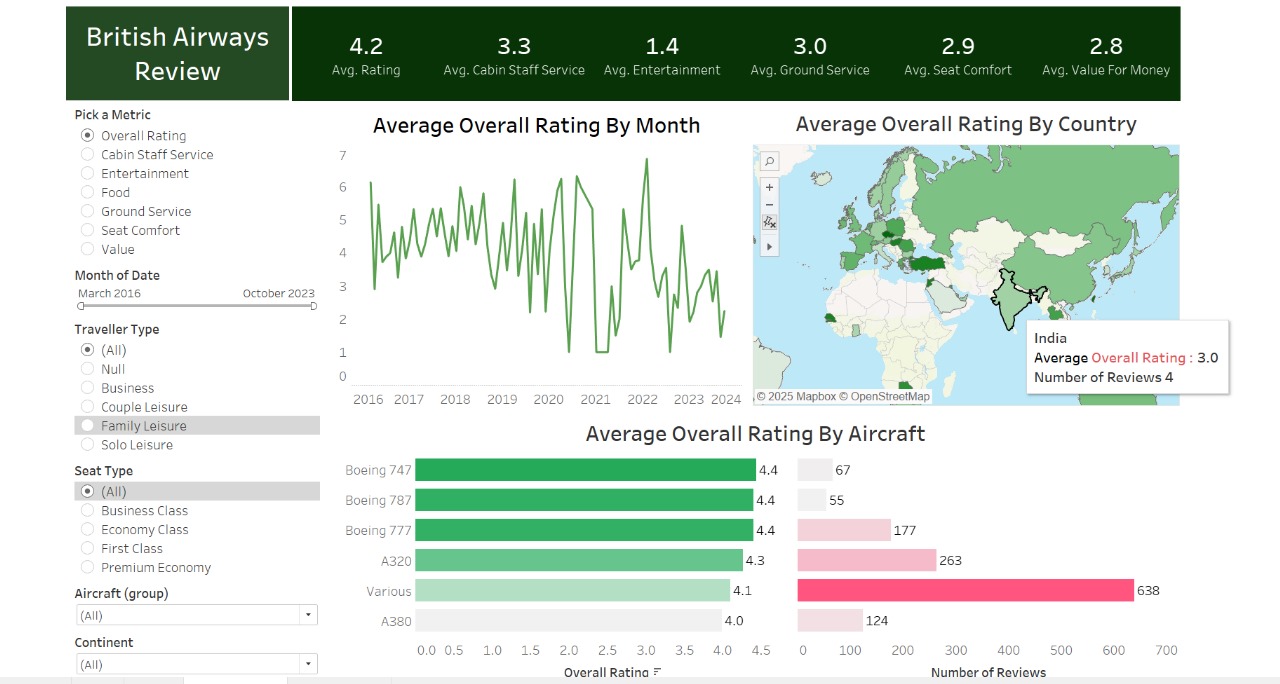 British Airways
Review
4.2
Avg. Rating
3.3
Avg. Cabin Staff Service
1.4
Avg. Entertainment
3.0
Avg. Ground Service
2.9
Avg. Seat Comfort
2.8
Avg. Value For Money
Pick a Metric
Overall Rating
Cabin Staff Service
Entertainment
Food
Ground Service
Seat Comfort
Value
Month of Date
March 2016 October 2023
Traveller Type
(All)
Null
Business
Couple Leisure
Family Leisure
Solo Leisure
Seat Type
(All)
Business Class
Economy Class
First Class
Premium Economy
Aircraft (group)
(All)
Continent
(All)
Average Overall Rating By Month
7
6
5
4
3
2
1
0
2016 2017 2018 2019 2020 2021 2022 2023 2024
Average Overall Rating By Country
India
Average Overall Rating : 3.0
Number of Reviews 4
© 2025 Mapbox © OpenStreetMap
Average Overall Rating By Aircraft
Boeing 747 4.4 67
Boeing 787 4.4 55
Boeing 777 4.4 177
A320 4.3 263
Various 4.1 638
A380 4.0 124
0.0 0.5 1.0 1.5 2.0 2.5 3.0 3.5 4.0 4.5 0 100 200 300 400 500 600 700
Overall Rating Number of Reviews